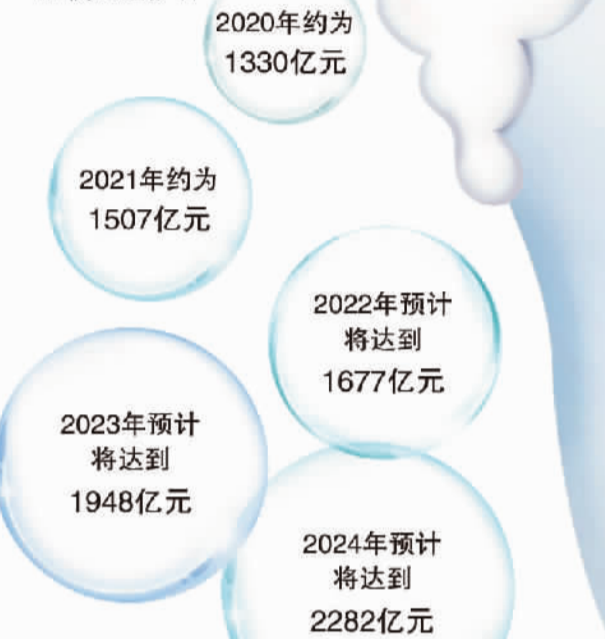 2020年约为
1330亿元
2021年约为
1507亿元
2022年预计
将达到
1677亿元
2023年预计
将达到
1948亿元
2024年预计
将达到
2282亿元